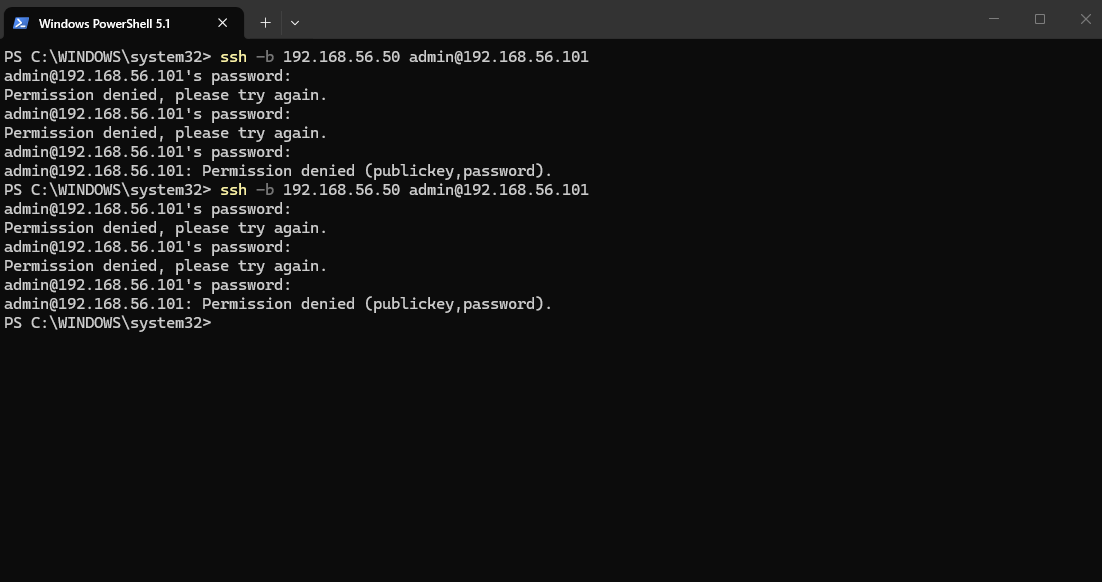 Windows PowerShell 5.1
PS C:\WINDOWS\system32> ssh -b 192.168.56.50 admin@192.168.56.101
admin@192.168.56.101's password:
Permission denied, please try again.
admin@192.168.56.101's password:
Permission denied, please try again.
admin@192.168.56.101's password:
admin@192.168.56.101: Permission denied (publickey,password).
PS C:\WINDOWS\system32> ssh -b 192.168.56.50 admin@192.168.56.101
admin@192.168.56.101's password:
Permission denied, please try again.
admin@192.168.56.101's password:
Permission denied, please try again.
admin@192.168.56.101's password:
admin@192.168.56.101: Permission denied (publickey,password).
PS C:\WINDOWS\system32>